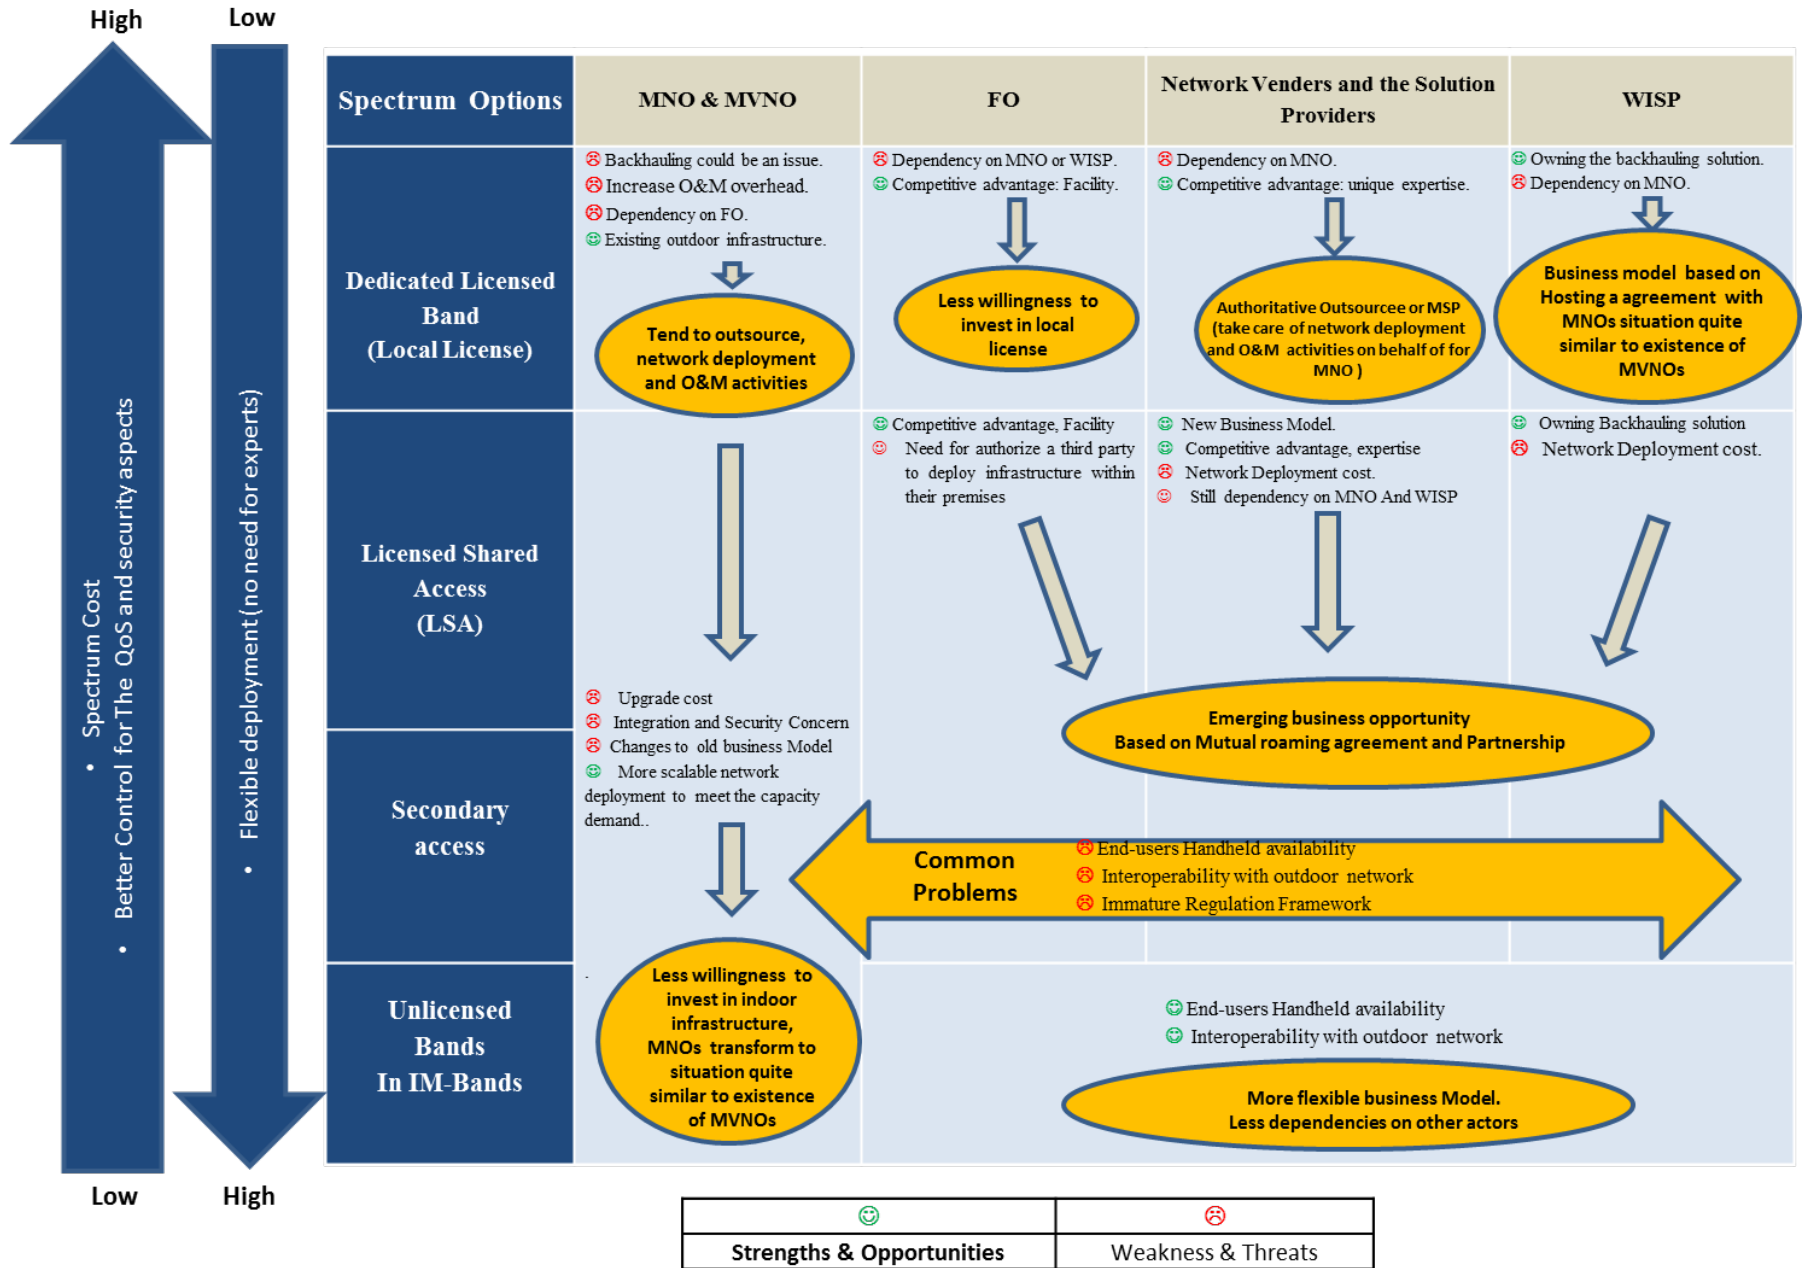 High
Low
• Spectrum Cost
• Better Control for The QoS and security aspects
• Flexible deployment (no need for experts)
Low
High
Spectrum Options
MNO & MVNO
FO
Network Venders and the Solution
Providers
WISP
Dedicated Licensed
Band
(Local License)
Backhauling could be an issue.
Increase O&M overhead.
Dependency on FO.
Existing outdoor infrastructure.
Tend to outsource,
network deployment
and O&M activities
Dependency on MNO or WISP.
Competitive advantage: Facility.
Less willingness to
invest in local
license
Dependency on MNO.
Competitive advantage: unique expertise.
Authoritative Outsourcee or MSP
(take care of network deployment
and O&M activities on behalf of for
MNO )
Owning the backhauling solution.
Dependency on MNO.
Business model based on
Hosting a agreement with
MNOs situation quite
similar to existence of
MVNOs
Licensed Shared
Access
(LSA)
Competitive advantage, Facility
Need for authorize a third party
to deploy infrastructure within
their premises
New Business Model.
Competitive advantage, expertise
Network Deployment cost.
Still dependency on MNO And WISP
Owning Backhauling solution
Network Deployment cost.
Upgrade cost
Integration and Security Concern
Changes to old business Model
More scalable network
deployment to meet the capacity
demand..
Emerging business opportunity
Based on Mutual roaming agreement and Partnership
Secondary
access
Common
Problems
End-users Handheld availability
Interoperability with outdoor network
Immature Regulation Framework
Unlicensed
Bands
In IM-Bands
.
Less willingness to
invest in indoor
infrastructure,
MNOs transform to
situation quite
similar to existence
of MVNOs
End-users Handheld availability
Interoperability with outdoor network
More flexible business Model.
Less dependencies on other actors
Strengths & Opportunities
Weakness & Threats